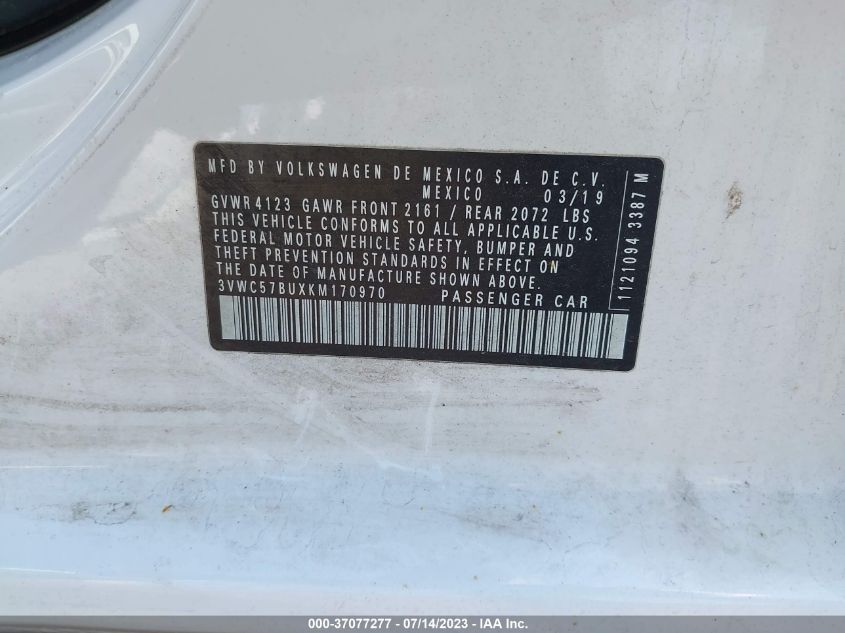 MFD BY VOLKSWAGEN DE MEXICO S.A. DE C.V.
MEXICO 03/19
GVWR 4123 GAWR FRONT 2161 / REAR 2072 LBS
THIS VEHICLE CONFORMS TO ALL APPLICABLE U.S.
FEDERAL MOTOR VEHICLE SAFETY, BUMPER AND
THEFT PREVENTION STANDARDS IN EFFECT ON
THE DATE OF MANUFACTURE SHOWN ABOVE.
3VWC57BUXKM170970 PASSENGER CAR
1121094 3387 M
000-37077277 - 07/14/2023 - IAA Inc.